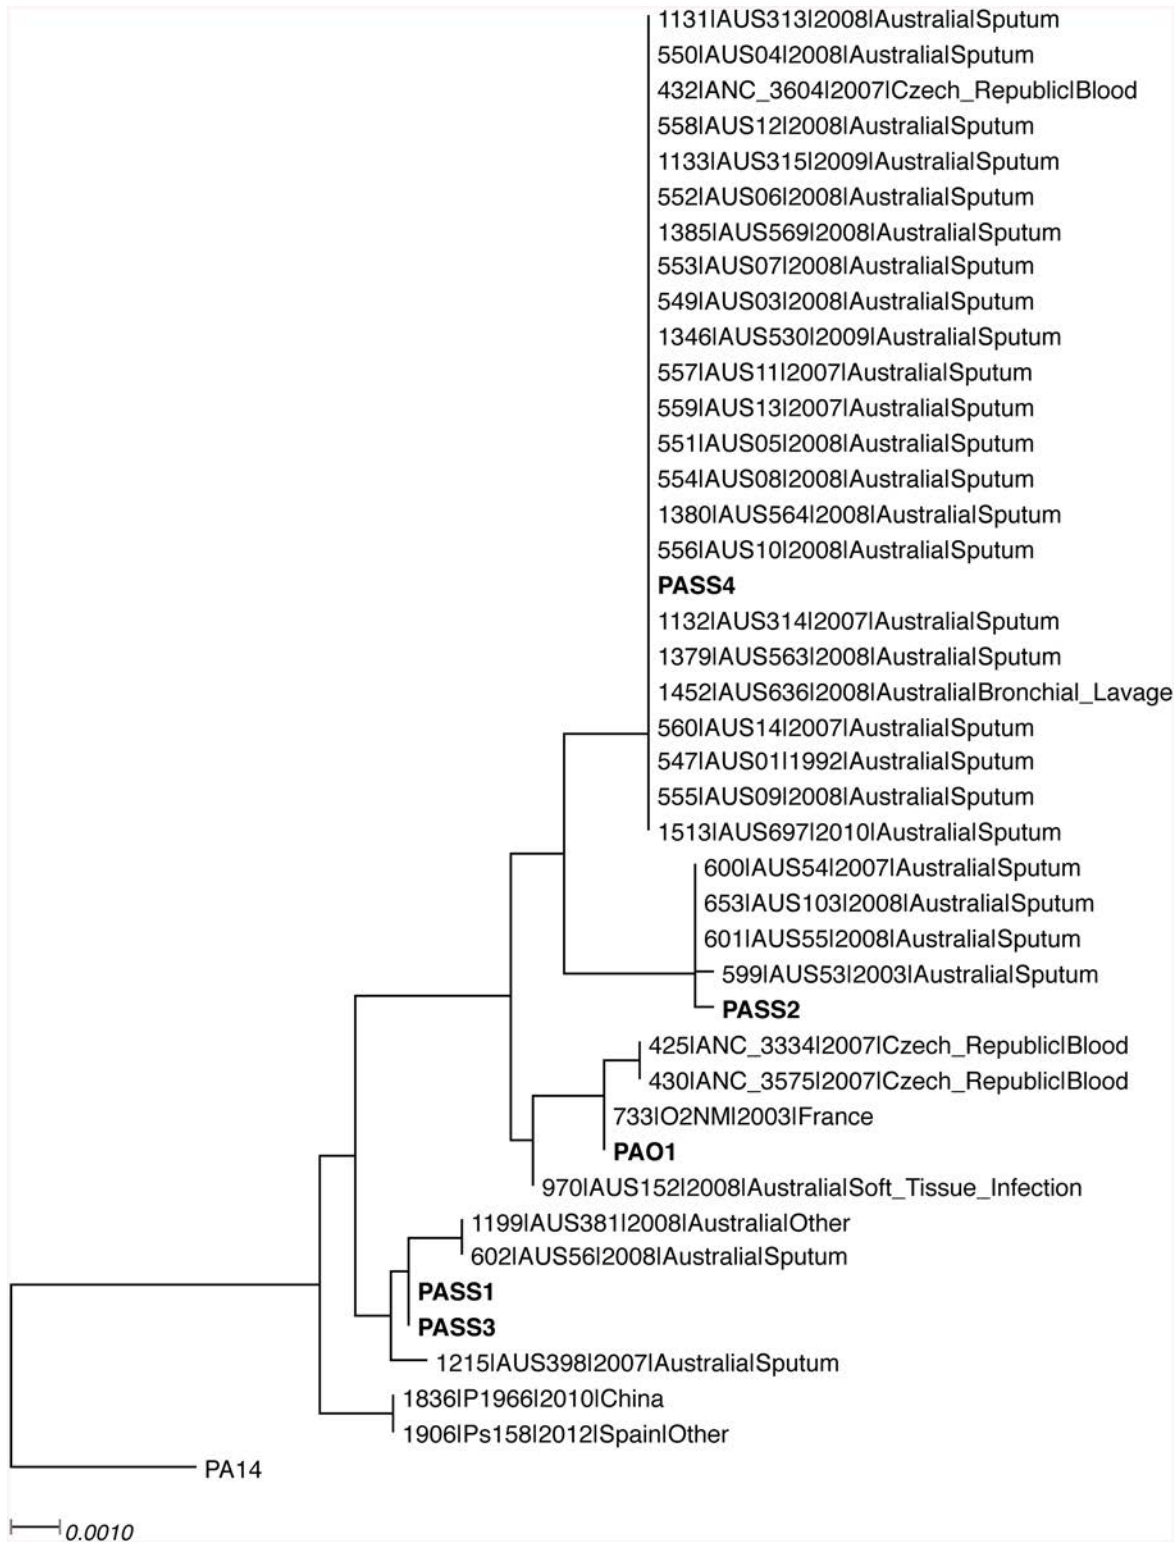 1131|AUS313|2008|Australia|Sputum
550|AUS04|2008|Australia|Sputum
432|ANC_3604|2007|Czech_Republic|Blood
558|AUS12|2008|Australia|Sputum
1133|AUS315|2009|Australia|Sputum
552|AUS06|2008|Australia|Sputum
1385|AUS569|2008|Australia|Sputum
553|AUS07|2008|Australia|Sputum
549|AUS03|2008|Australia|Sputum
1346|AUS530|2009|Australia|Sputum
557|AUS11|2007|Australia|Sputum
559|AUS13|2007|Australia|Sputum
551|AUS05|2008|Australia|Sputum
554|AUS08|2008|Australia|Sputum
1380|AUS564|2008|Australia|Sputum
556|AUS10|2008|Australia|Sputum
PASS4
1132|AUS314|2007|Australia|Sputum
1379|AUS563|2008|Australia|Sputum
1452|AUS636|2008|Australia|Bronchial_Lavage
560|AUS14|2007|Australia|Sputum
547|AUS01|1992|Australia|Sputum
555|AUS09|2008|Australia|Sputum
1513|AUS697|2010|Australia|Sputum
600|AUS54|2007|Australia|Sputum
653|AUS103|2008|Australia|Sputum
601|AUS55|2008|Australia|Sputum
599|AUS53|2003|Australia|Sputum
PASS2
425|ANC_3334|2007|Czech_Republic|Blood
430|ANC_3575|2007|Czech_Republic|Blood
733|O2NM|2003|France
PAO1
970|AUS152|2008|Australia|Soft_Tissue_Infection
1199|AUS381|2008|Australia|Other
602|AUS56|2008|Australia|Sputum
PASS1
PASS3
1215|AUS398|2007|Australia|Sputum
1836|P1966|2010|China
1906|Ps158|2012|Spain|Other
PA14
0.0010